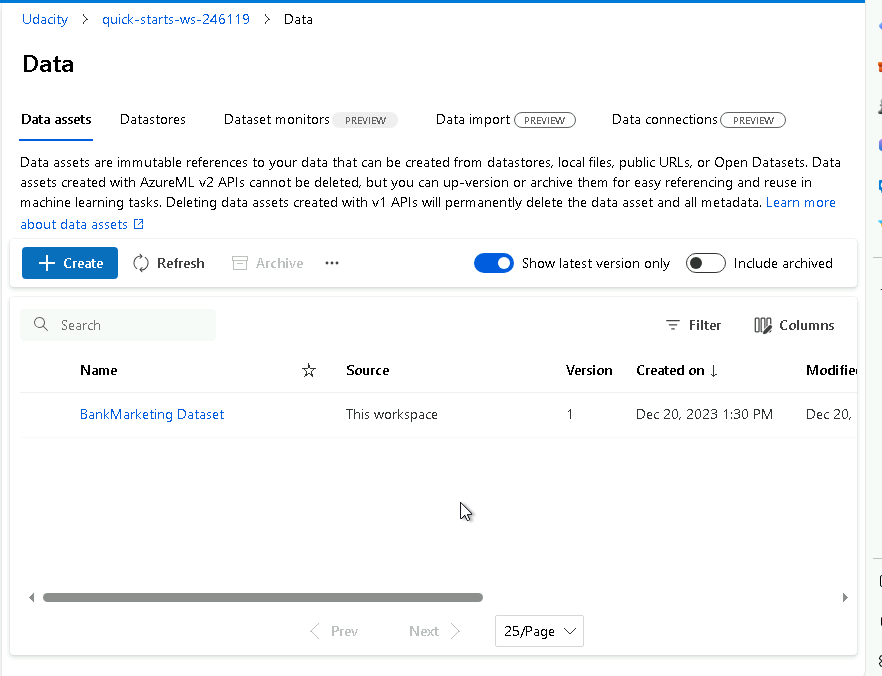 Udacity > quick-starts-ws-246119 > Data
Data
Data assets Datastores Dataset monitors PREVIEW Data import PREVIEW Data connections PREVIEW
Data assets are immutable references to your data that can be created from datastores, local files, public URLs, or Open Datasets. Data
assets created with AzureML v2 APIs cannot be deleted, but you can up-version or archive them for easy referencing and reuse in
machine learning tasks. Deleting data assets created with v1 APIs will permanently delete the data asset and all metadata. Learn more
about data assets
Create Refresh Archive ··· Show latest version only Include archived
Search Filter Columns
Name Source Version Created on ↓ Modified
BankMarketing Dataset This workspace 1 Dec 20, 2023 1:30 PM Dec 20,
Prev Next 25/Page